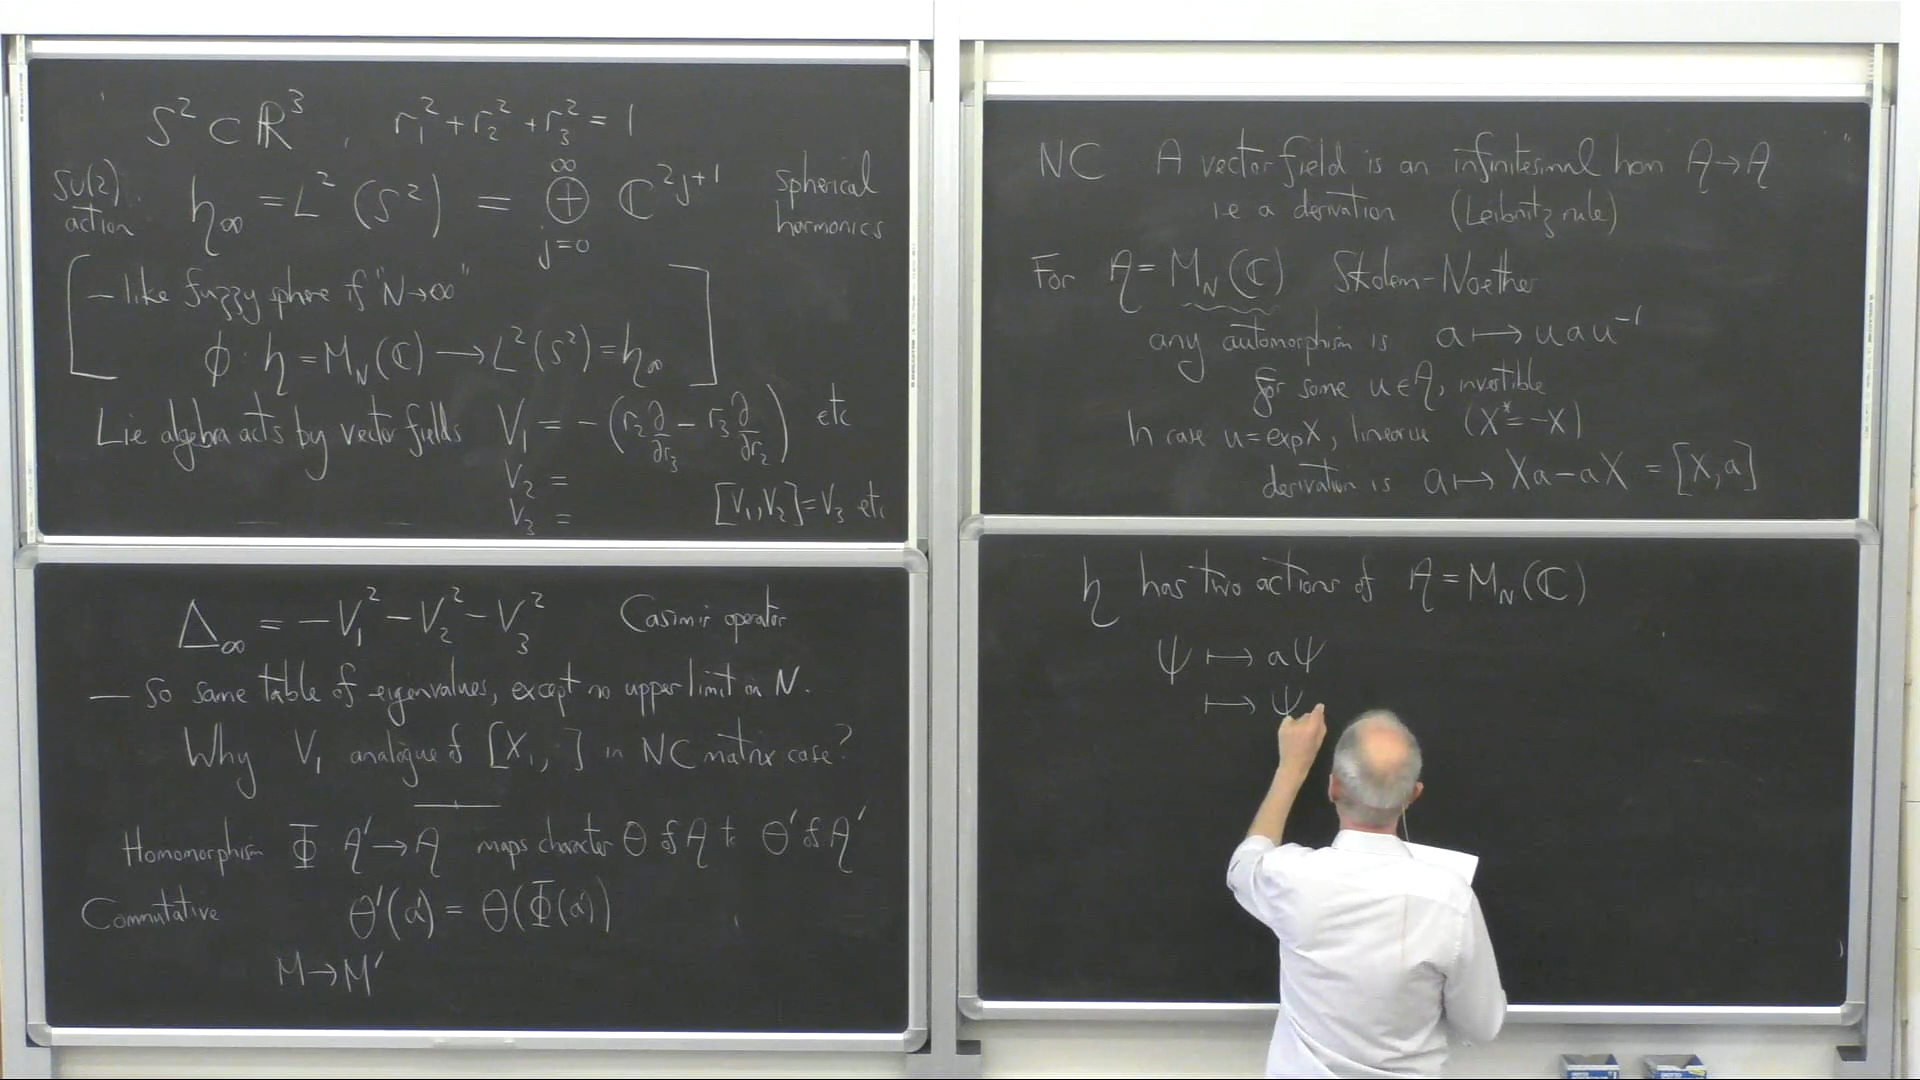 S² ⊂ ℝ³, r₁² + r₂² + r₃² = 1
SU(2) action η_∞ = L²(S²) = ⊕_{j=0}^{∞} ℂ^{2j+1} spherical harmonics
– like fuzzy sphere if "N→∞"
φ: η = M_N(ℂ) ⟶ L²(S²) = η_∞
Lie algebra acts by vector fields V₁ = −(r₂ ∂/∂r₃ − r₃ ∂/∂r₂) etc
V₂ =
V₃ = [V₁,V₂] = V₃ etc
Δ_∞ = −V₁² − V₂² − V₃² Casimir operator
— so same table of eigenvalues, except no upper limit on N.
Why V₁ analogue of [X₁, ] in NC matrix case?
Homomorphism Φ A′→A maps character θ of A to θ′ of A′
Commutative θ′(a′) = θ(Φ(a′))
M→M′
NC A vector field is an infinitesimal hom A→A
i.e a derivation (Leibnitz rule)
For A = M_N(ℂ) Skolem-Noether
any automorphism is a ↦ u a u⁻¹
for some u ∈ A, invertible
In case u = exp X, linearise (X* = −X)
derivation is a ↦ Xa − aX = [X,a]
η has two actions of A = M_N(ℂ)
ψ ↦ aψ
↦ ψ